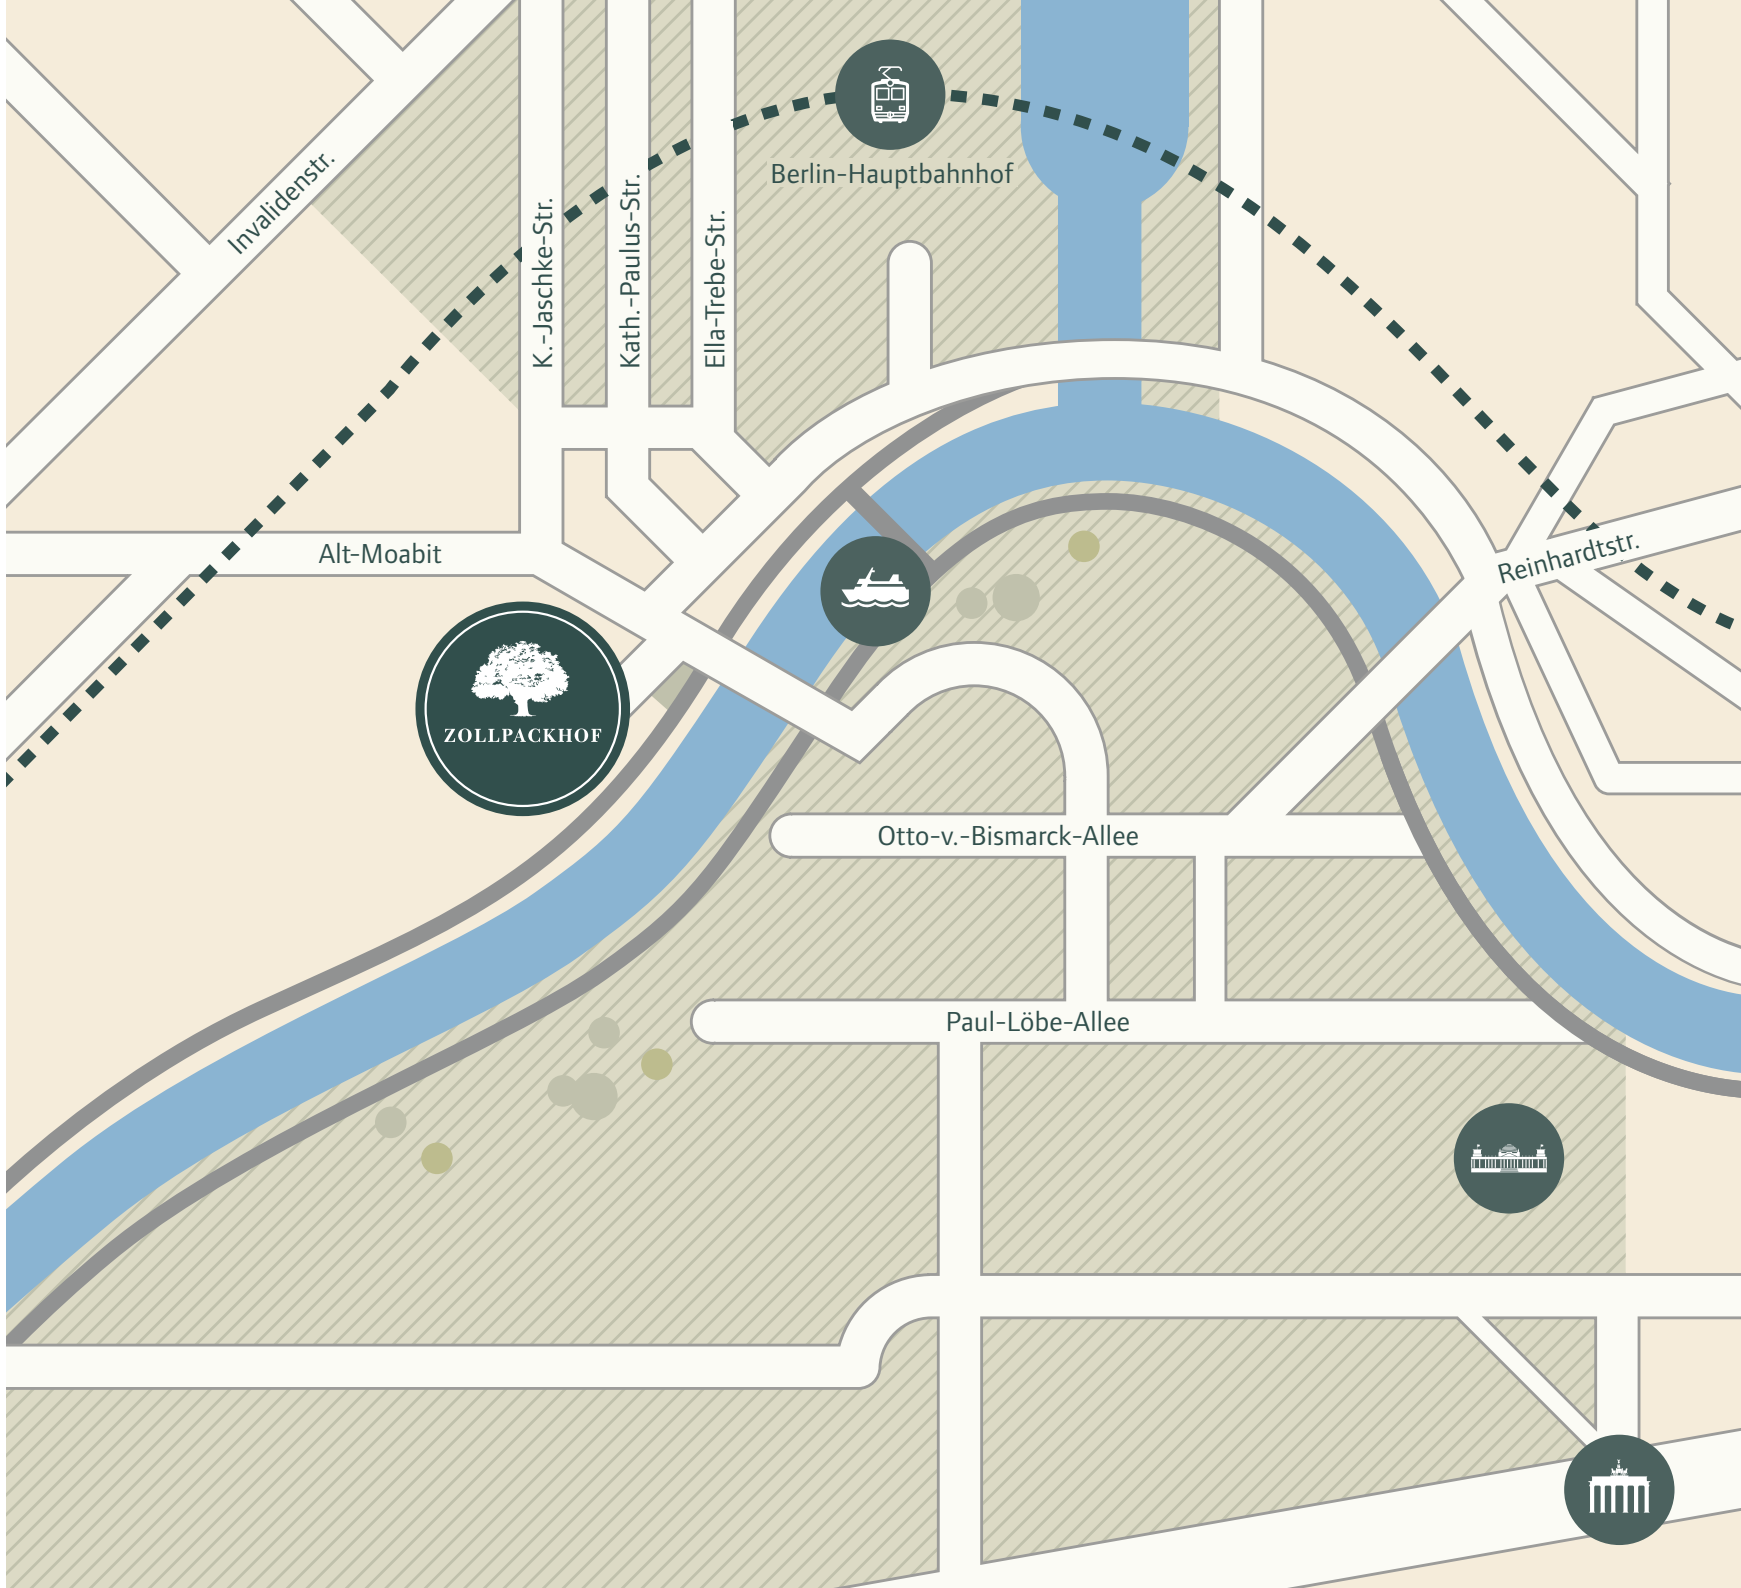 Berlin-Hauptbahnhof
Invalidenstr.
K.-Jaschke-Str.
Kath.-Paulus-Str.
Ella-Trebe-Str.
Alt-Moabit
Reinhardtstr.
ZOLLPACKHOF
Otto-v.-Bismarck-Allee
Paul-Löbe-Allee